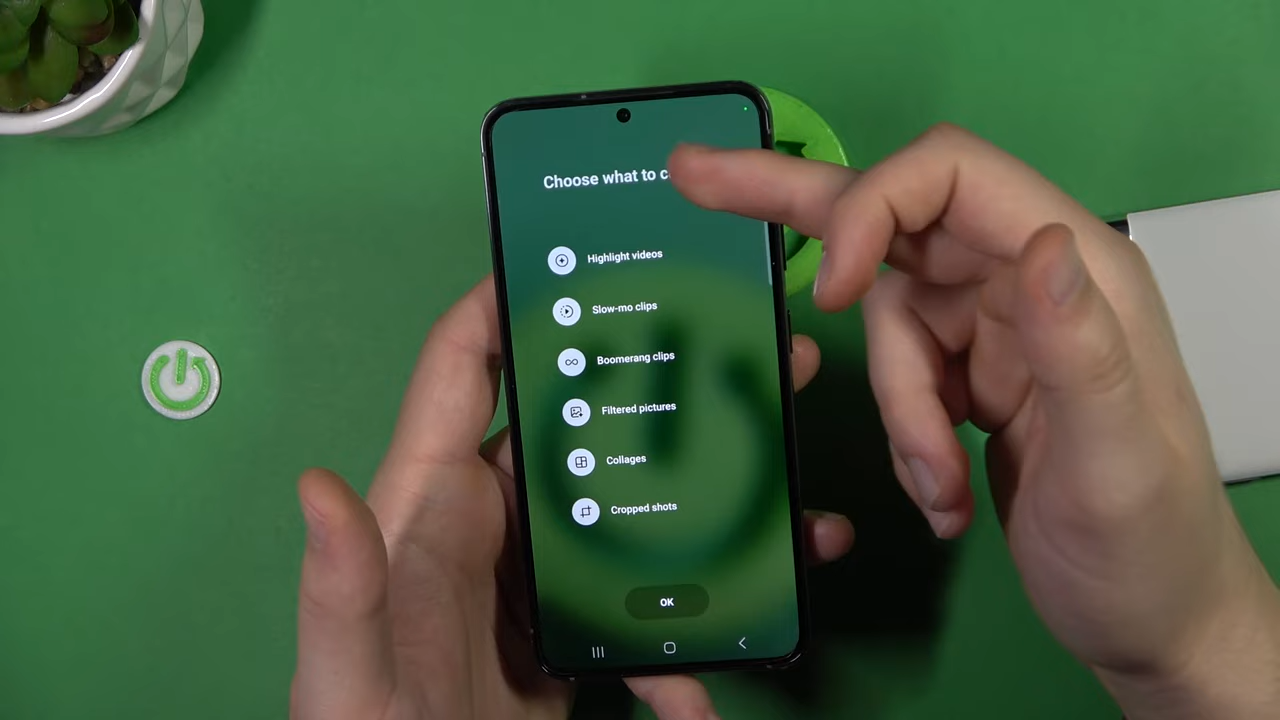 Choose what to
Highlight videos
Slow-mo clips
Boomerang clips
Filtered pictures
Collages
Cropped shots
OK